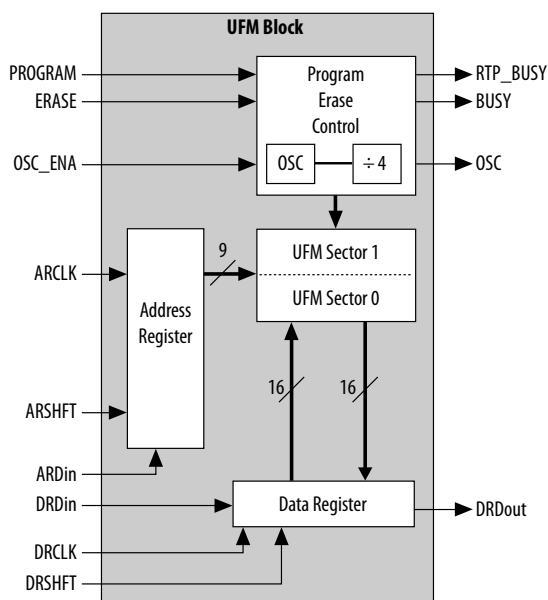 UFM Block
PROGRAM
ERASE
OSC_ENA
Program
Erase
Control
OSC
÷ 4
RTP_BUSY
BUSY
OSC
ARCLK
ARSHFT
ARDin
Address
Register
9
UFM Sector 1
UFM Sector 0
16
16
DRDin
DRCLK
DRSHFT
Data Register
DRDout